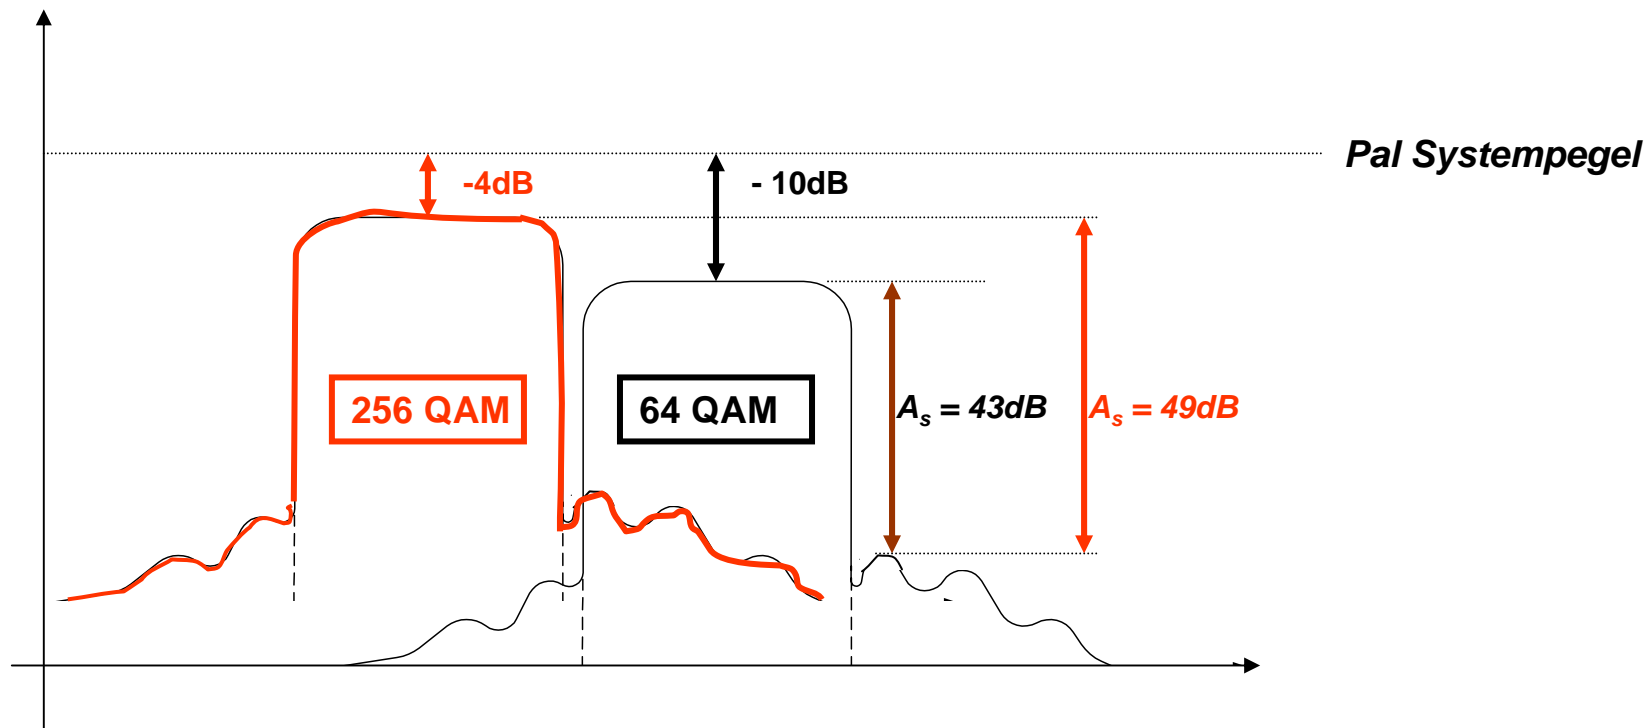 Pal Systempegel
-4dB
- 10dB
256 QAM
64 QAM
As = 43dB
As = 49dB